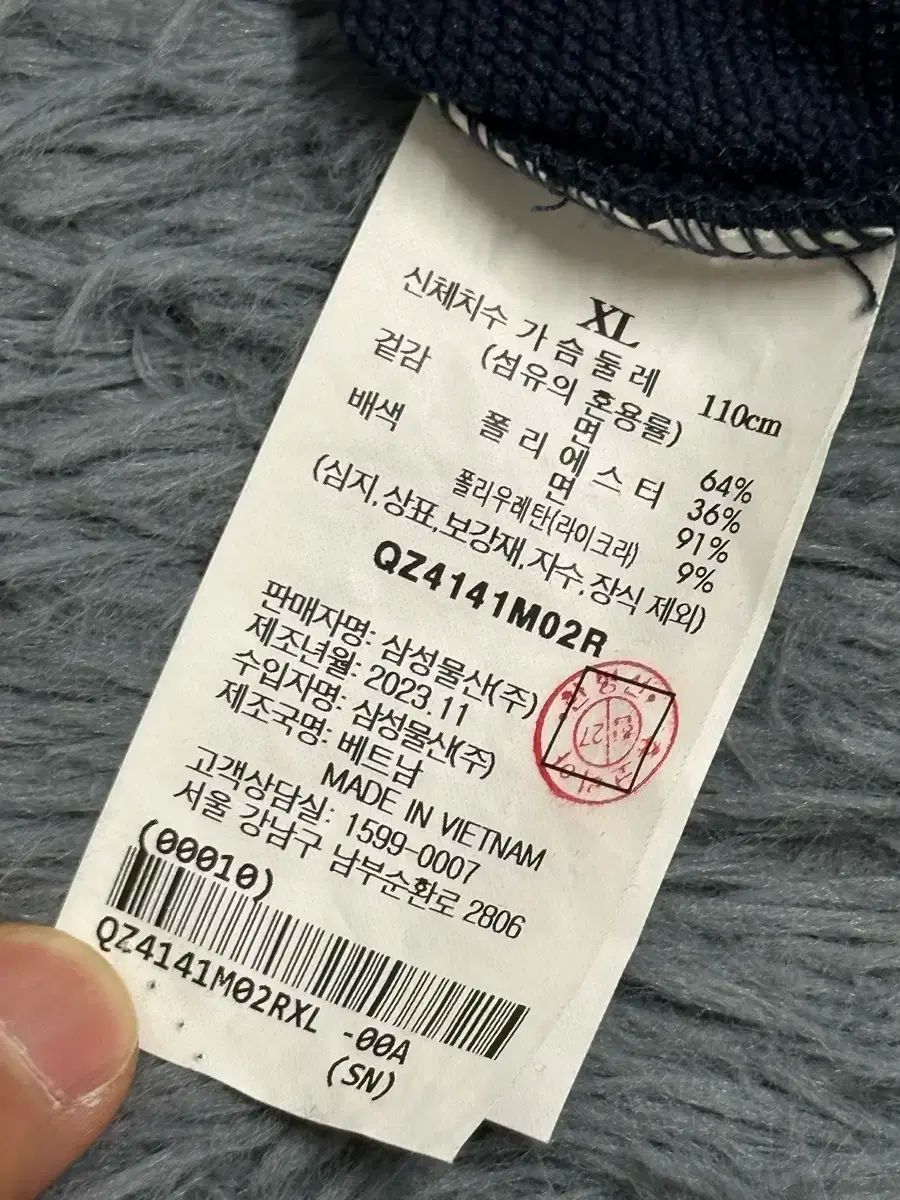 XL
신체치수 가 슴 둘 레 110cm
(섬유의 혼용률)
겉감 면 64%
폴 리 에 스 터 36%
배색 면 91%
폴리우레탄(라이크라) 9%
(심지,상표,보강재,자수,장식 제외)
QZ4141M02R
판매자명: 삼성물산(주)
제조년월: 2023.11
수입자명: 삼성물산(주)
제조국명: 베트남
MADE IN VIETNAM
고객상담실: 1599-0007
서울 강남구 남부순환로 2806
(00010)
QZ4141M02RXL -00A
(SN)
27